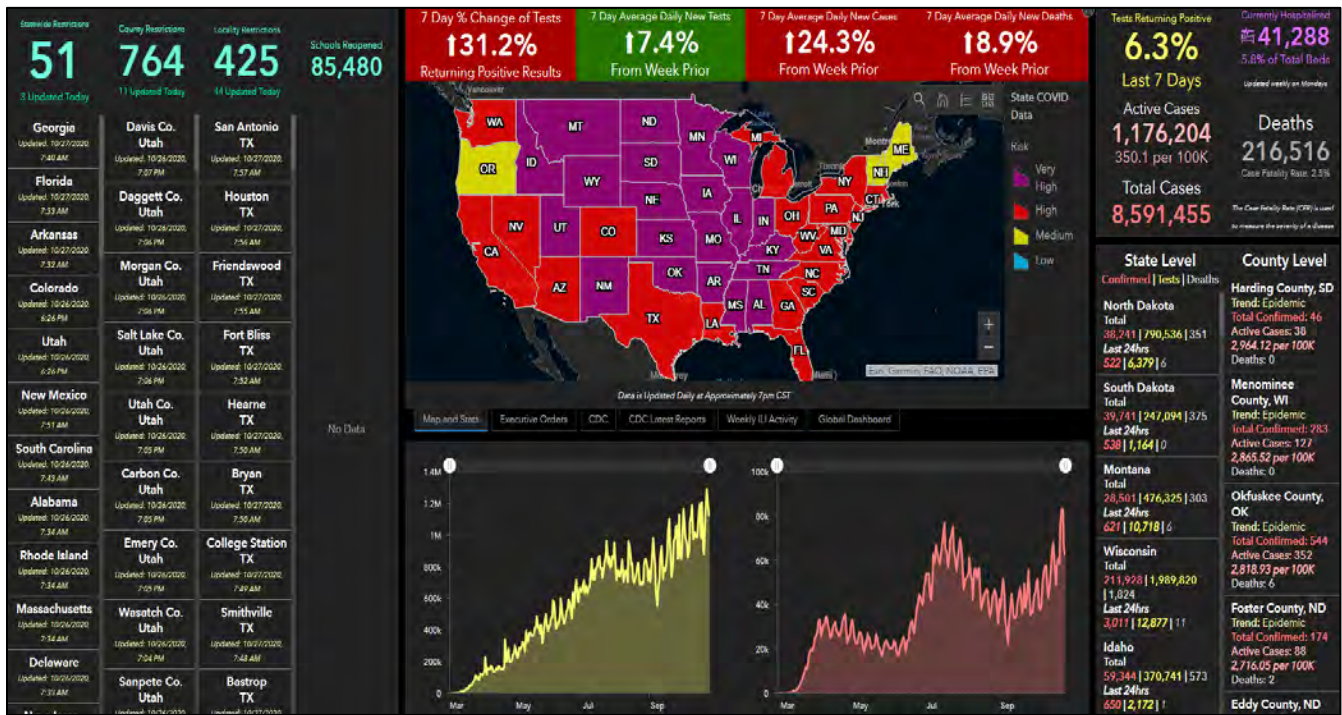 Statewide Restrictions
51
3 Updated Today
Georgia
Updated: 10/27/2020,
7:40 AM
Florida
Updated: 10/27/2020,
7:33 AM
Arkansas
Updated: 10/27/2020,
7:32 AM
Colorado
Updated: 10/26/2020,
6:26 PM
Utah
Updated: 10/26/2020,
6:26 PM
New Mexico
Updated: 10/26/2020,
7:51 AM
South Carolina
Updated: 10/26/2020,
7:43 AM
Alabama
Updated: 10/26/2020,
7:34 AM
Rhode Island
Updated: 10/26/2020,
7:34 AM
Massachusetts
Updated: 10/26/2020,
7:34 AM
Delaware
Updated: 10/26/2020,
7:33 AM
County Restrictions
764
11 Updated Today
Davis Co.
Utah
Updated: 10/26/2020,
7:07 PM
Daggett Co.
Utah
Updated: 10/26/2020,
7:06 PM
Morgan Co.
Utah
Updated: 10/26/2020,
7:06 PM
Salt Lake Co.
Utah
Updated: 10/26/2020,
7:06 PM
Utah Co.
Utah
Updated: 10/26/2020,
7:05 PM
Carbon Co.
Utah
Updated: 10/26/2020,
7:05 PM
Emery Co.
Utah
Updated: 10/26/2020,
7:05 PM
Wasatch Co.
Utah
Updated: 10/26/2020,
7:04 PM
Sanpete Co.
Utah
Updated: 10/26/2020,
Locality Restrictions
425
44 Updated Today
San Antonio
TX
Updated: 10/27/2020,
7:57 AM
Houston
TX
Updated: 10/27/2020,
7:56 AM
Friendswood
TX
Updated: 10/27/2020,
7:55 AM
Fort Bliss
TX
Updated: 10/27/2020,
7:52 AM
Hearne
TX
Updated: 10/27/2020,
7:50 AM
Bryan
TX
Updated: 10/27/2020,
7:50 AM
College Station
TX
Updated: 10/27/2020,
7:49 AM
Smithville
TX
Updated: 10/27/2020,
7:48 AM
Bastrop
TX
Updated: 10/27/2020,
Schools Reopened
85,480
No Data
7 Day % Change of Tests
⬆31.2%
Returning Positive Results
7 Day Average Daily New Tests
⬆7.4%
From Week Prior
7 Day Average Daily New Cases
⬆24.3%
From Week Prior
7 Day Average Daily New Deaths
⬆8.9%
From Week Prior
Vancouver
WA
MT
ND
MN
MI
ME
OR
ID
SD
WI
NH
WY
NY
IA
NE
CT
PA
NV
UT
CO
IL
IN
OH
NJ
KS
MO
WV
MD
VA
CA
KY
TN
NC
AZ
NM
OK
AR
SC
MS
AL
GA
TX
LA
FL
State COVID
Data
Risk
Very
High
High
Medium
Low
+
−
Esri, Garmin, FAO, NOAA, EPA
Data is Updated Daily at Approximately 7pm CST
Map and Stats
Executive Orders
CDC
CDC Latest Reports
Weekly ILI Activity
Global Dashboard
1.4M
1.2M
1M
800k
600k
400k
200k
0
Mar
May
Jul
Sep
100k
80k
60k
40k
20k
0
Mar
May
Jul
Sep
Tests Returning Positive
6.3%
Last 7 Days
Active Cases
1,176,204
350.1 per 100K
Total Cases
8,591,455
Currently Hospitalized
41,288
5.8% of Total Beds
Updated weekly on Mondays
Deaths
216,516
Case Fatality Rate: 2.5%
The Case Fatality Rate (CFR) is used
to measure the severity of a disease
State Level
Confirmed | Tests | Deaths
North Dakota
Total
38,241 | 790,536 | 351
Last 24hrs
522 | 6,379 | 6
South Dakota
Total
39,741 | 247,094 | 375
Last 24hrs
538 | 1,164 | 0
Montana
Total
28,501 | 476,325 | 303
Last 24hrs
621 | 10,718 | 6
Wisconsin
Total
211,928 | 1,989,820
| 1,824
Last 24hrs
3,011 | 12,877 | 11
Idaho
Total
59,344 | 370,741 | 573
Last 24hrs
650 | 2,172 | 1
County Level
Harding County, SD
Trend: Epidemic
Total Confirmed: 46
Active Cases: 38
2,964.12 per 100K
Deaths: 0
Menominee
County, WI
Trend: Epidemic
Total Confirmed: 283
Active Cases: 127
2,865.52 per 100K
Deaths: 0
Okfuskee County,
OK
Trend: Epidemic
Total Confirmed: 544
Active Cases: 352
2,818.93 per 100K
Deaths: 6
Foster County, ND
Trend: Epidemic
Total Confirmed: 174
Active Cases: 88
2,716.05 per 100K
Deaths: 2
Eddy County, ND